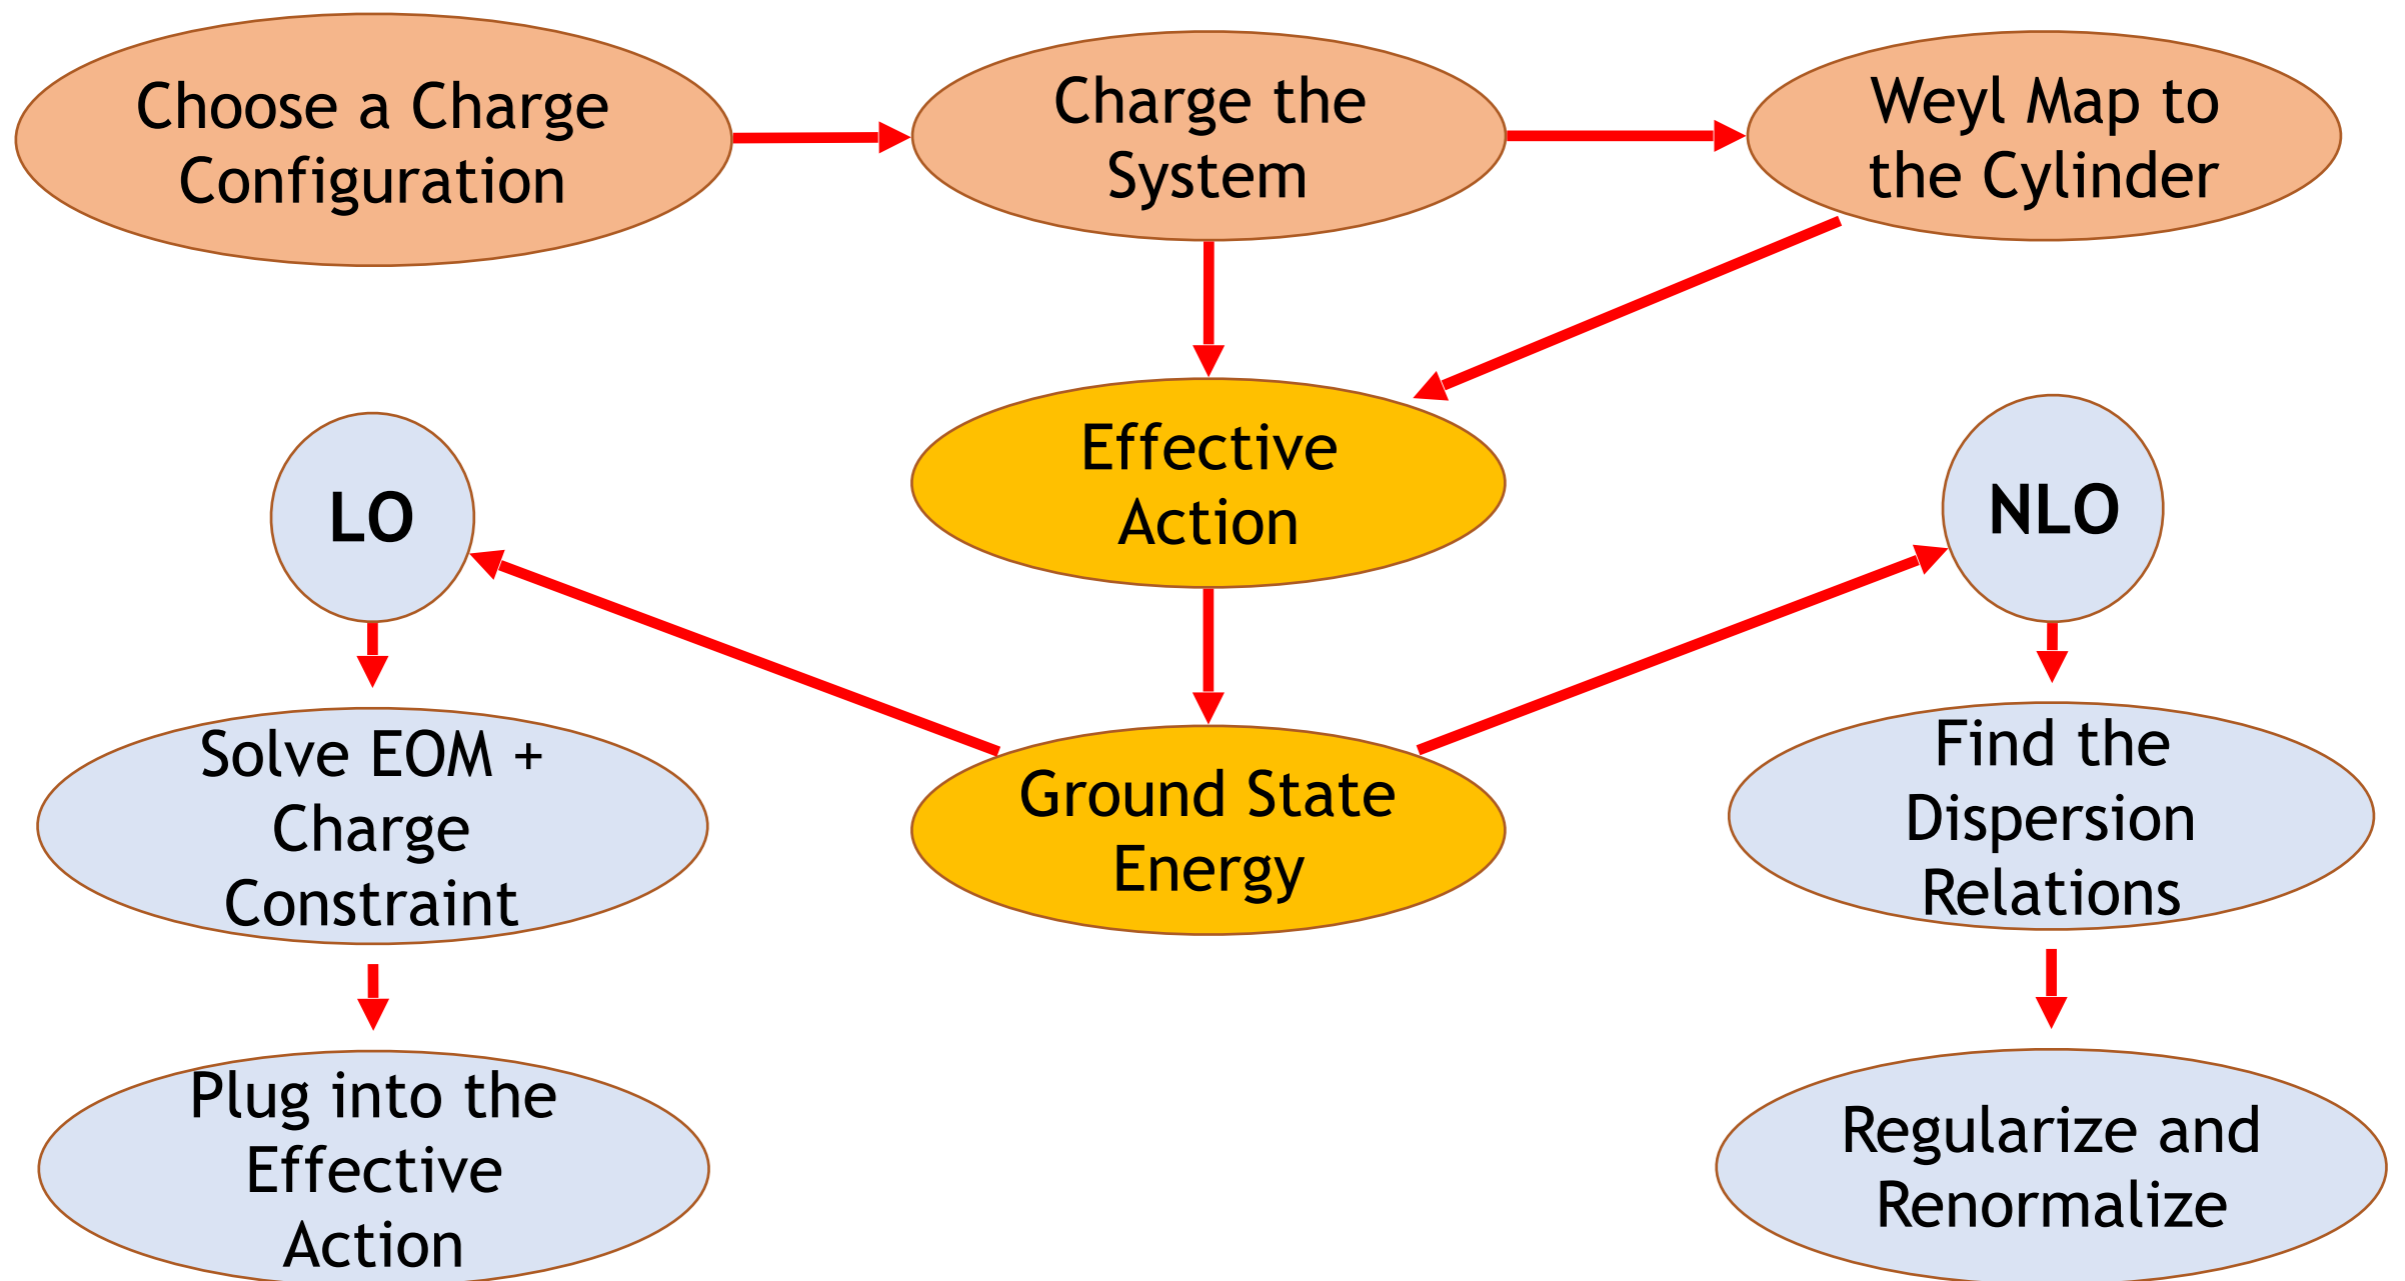 Choose a Charge
Configuration
Charge the
System
Weyl Map to
the Cylinder
Effective
Action
LO
NLO
Solve EOM +
Charge
Constraint
Ground State
Energy
Find the
Dispersion
Relations
Plug into the
Effective
Action
Regularize and
Renormalize